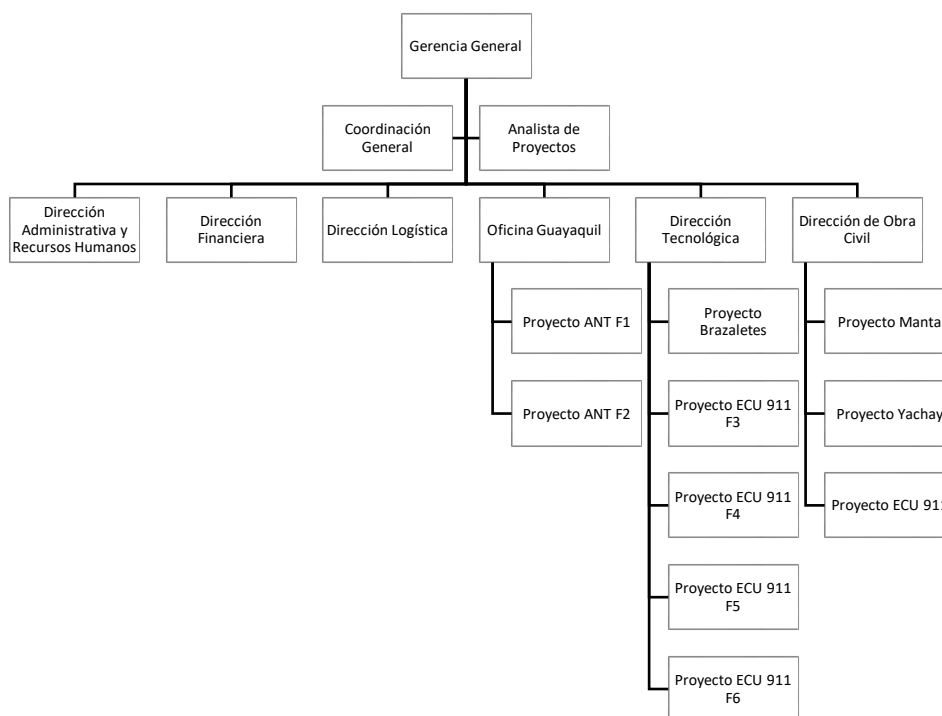 Gerencia General
Coordinación
General
Analista de
Proyectos
Dirección
Administrativa y
Recursos Humanos
Dirección
Financiera
Dirección Logística
Oficina Guayaquil
Dirección
Tecnológica
Dirección de Obra
Civil
Proyecto ANT F1
Proyecto ANT F2
Proyecto
Brazaletes
Proyecto ECU 911
F3
Proyecto ECU 911
F4
Proyecto ECU 911
F5
Proyecto ECU 911
F6
Proyecto Manta
Proyecto Yachay
Proyecto ECU 911